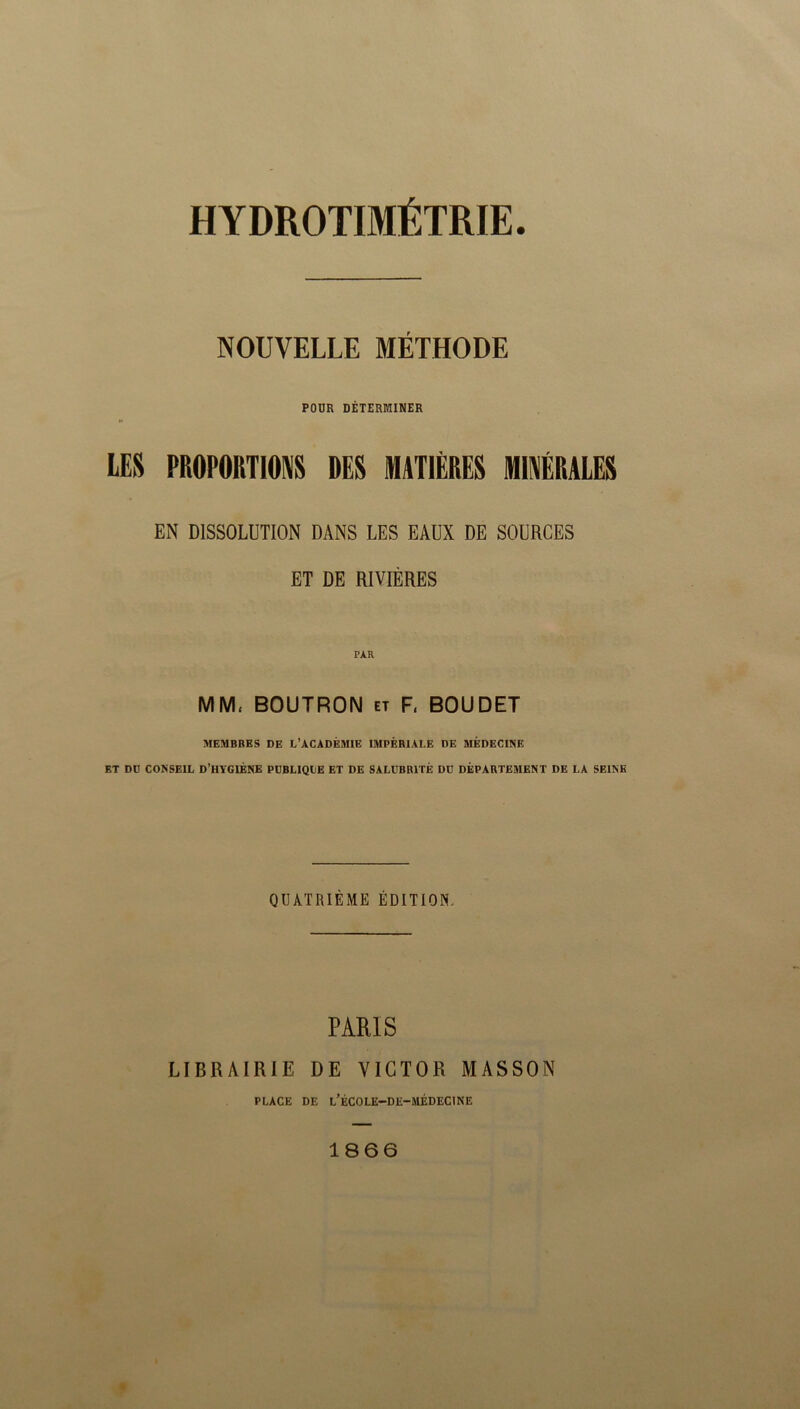 HYDROTIMÉTRIE.
NOUVELLE MÉTHODE
POUR DÉTERMINER
LES PROPORTIONS DES MATIÈRES MINÉRALES
EN DISSOLUTION DANS LES EAUX DE SOURCES
ET DE RIVIÈRES
PAR
MM. BOUTRON ET F. BOUDET
MEMBRES DE L'ACADÉMIE IMPÉRIALE DE MÉDECINE
ET DU CONSEIL D'HYGIÈNE PUBLIQUE ET DE SALUBRITÉ DU DÉPARTEMENT DE LA SEINE
QUATRIÈME ÉDITION.
PARIS
LIBRAIRIE DE VICTOR MASSON
PLACE DE L'ÉCOLE-DE-MÉDECINE
1866